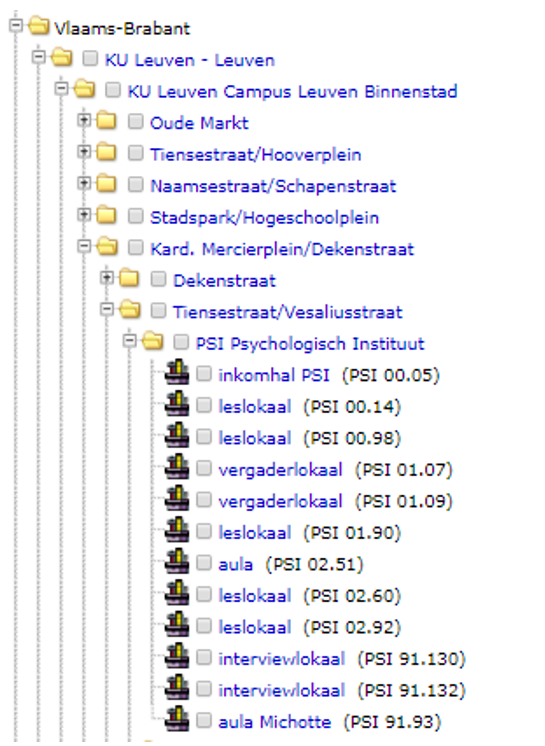 Vlaams-Brabant
KU Leuven - Leuven
KU Leuven Campus Leuven Binnenstad
Oude Markt
Tiensestraat/Hooverplein
Naamsestraat/Schapenstraat
Stadspark/Hogeschoolplein
Kard. Mercierplein/Dekenstraat
Dekenstraat
Tiensestraat/Vesaliusstraat
PSI Psychologisch Instituut
inkomhal PSI (PSI 00.05)
leslokaal (PSI 00.14)
leslokaal (PSI 00.98)
vergaderlokaal (PSI 01.07)
vergaderlokaal (PSI 01.09)
leslokaal (PSI 01.90)
aula (PSI 02.51)
leslokaal (PSI 02.60)
leslokaal (PSI 02.92)
interviewlokaal (PSI 91.130)
interviewlokaal (PSI 91.132)
aula Michotte (PSI 91.93)